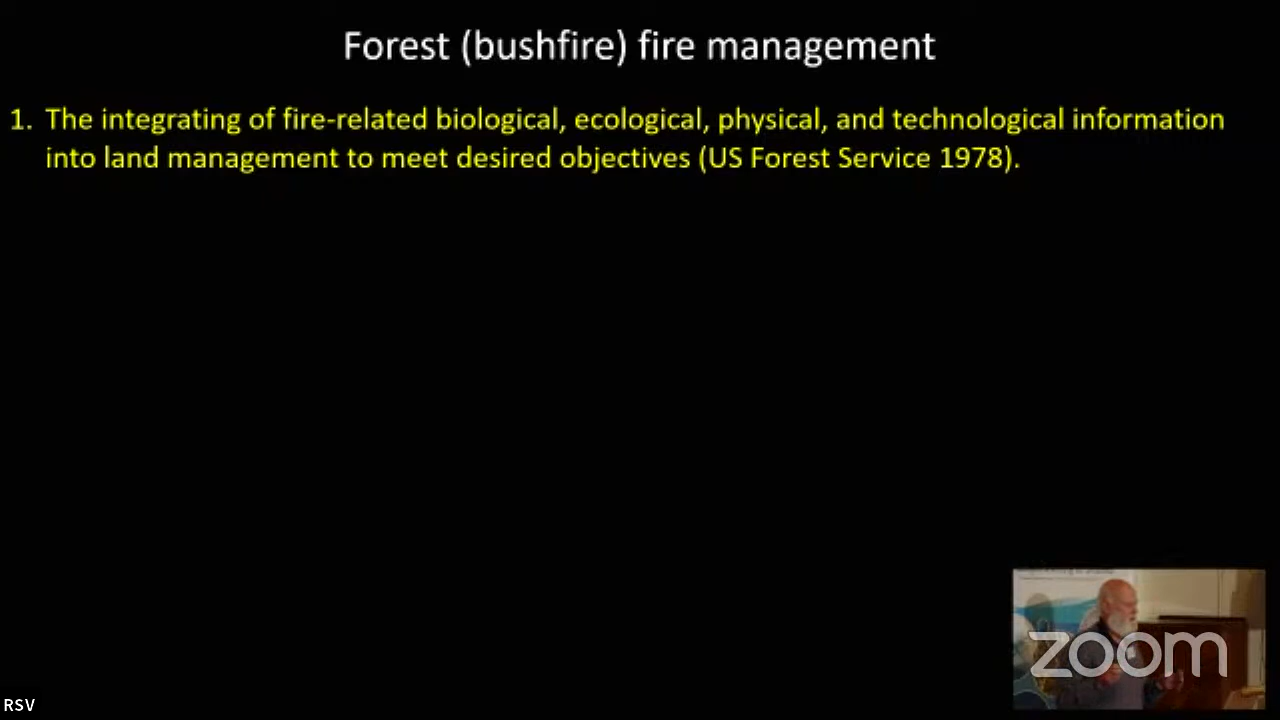 Forest (bushfire) fire management
1. The integrating of fire-related biological, ecological, physical, and technological information
into land management to meet desired objectives (US Forest Service 1978).
zoom
RSV